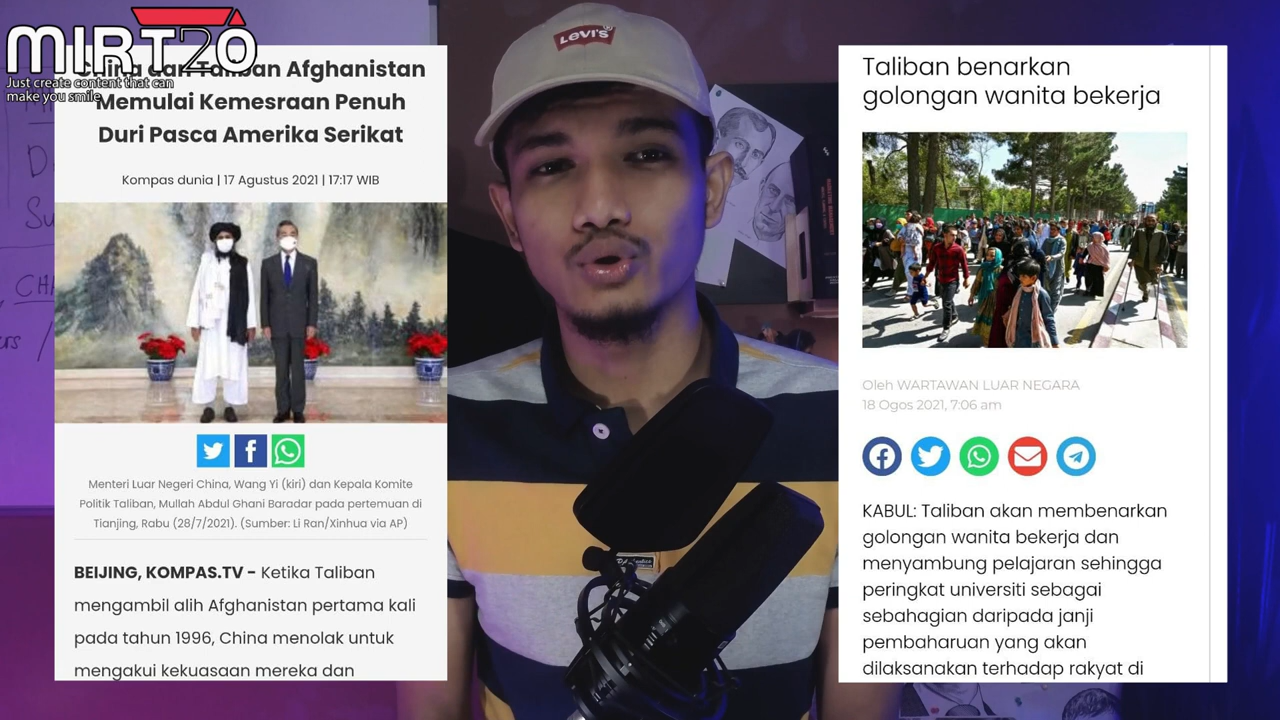 MIRT20
Just create content that can
make you smile
China dan Taliban Afghanistan
Memulai Kemesraan Penuh
Duri Pasca Amerika Serikat
Kompas dunia | 17 Agustus 2021 | 17:17 WIB
Menteri Luar Negeri China, Wang Yi (kiri) dan Kepala Komite
Politik Taliban, Mullah Abdul Ghani Baradar pada pertemuan di
Tianjing, Rabu (28/7/2021). (Sumber: Li Ran/Xinhua via AP)
BEIJING, KOMPAS.TV - Ketika Taliban
mengambil alih Afghanistan pertama kali
pada tahun 1996, China menolak untuk
mengakui kekuasaan mereka dan
Levi's
Taliban benarkan
golongan wanita bekerja
Oleh WARTAWAN LUAR NEGARA
18 Ogos 2021, 7:06 am
KABUL: Taliban akan membenarkan
golongan wanita bekerja dan
menyambung pelajaran sehingga
peringkat universiti sebagai
sebahagian daripada janji
pembaharuan yang akan
dilaksanakan terhadap rakyat di